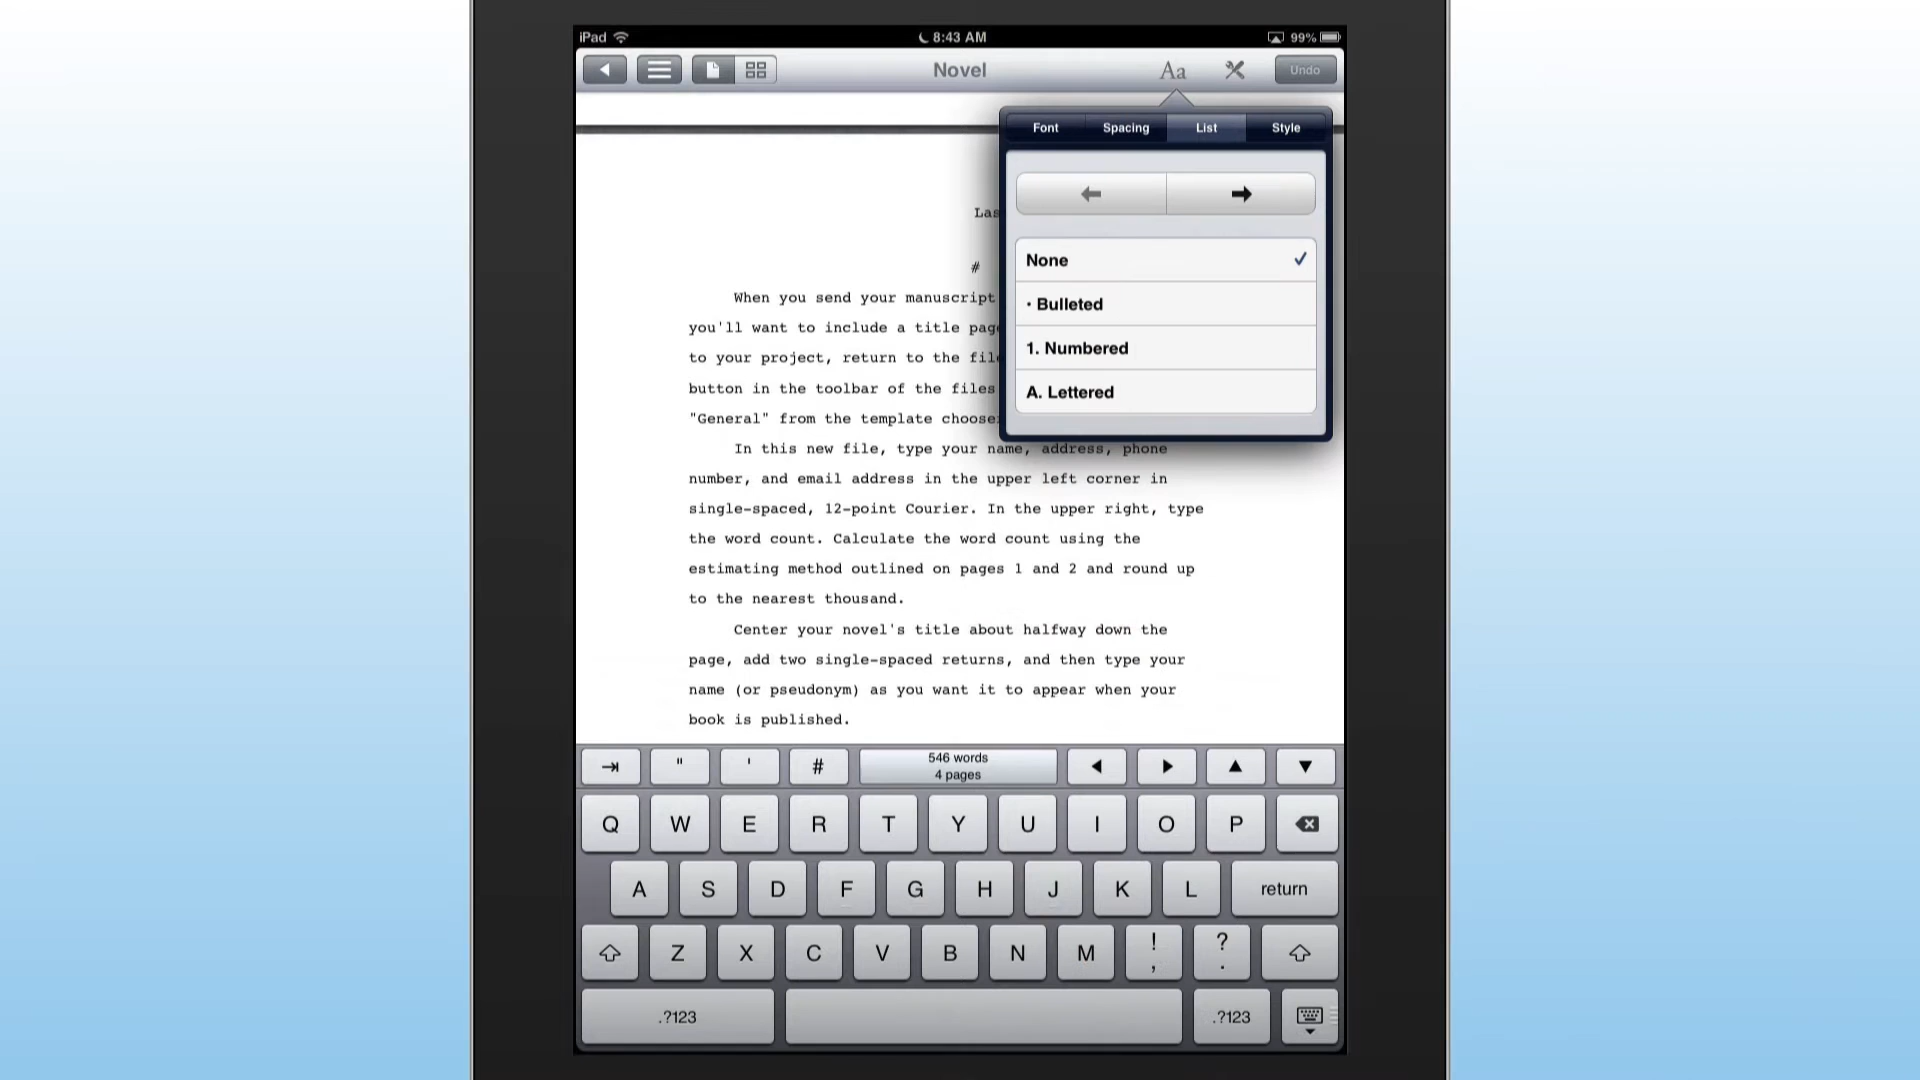 iPad 8:43 AM 99%
Novel Aa Undo
Font Spacing List Style
None
• Bulleted
1. Numbered
A. Lettered
#
When you send your manuscript
you'll want to include a title
to your project, return to the
button in the toolbar of the files
"General" from the template
In this new file, type your name, address, phone
number, and email address in the upper left corner in
single-spaced, 12-point Courier. In the upper right, type
the word count. Calculate the word count using the
estimating method outlined on pages 1 and 2 and round up
to the nearest thousand.
Center your novel's title about halfway down the
page, add two single-spaced returns, and then type your
name (or pseudonym) as you want it to appear when your
book is published.
" ' # 546 words
4 pages
Q W E R T Y U I O P
A S D F G H J K L return
Z X C V B N M ! , ? .
.?123 .?123